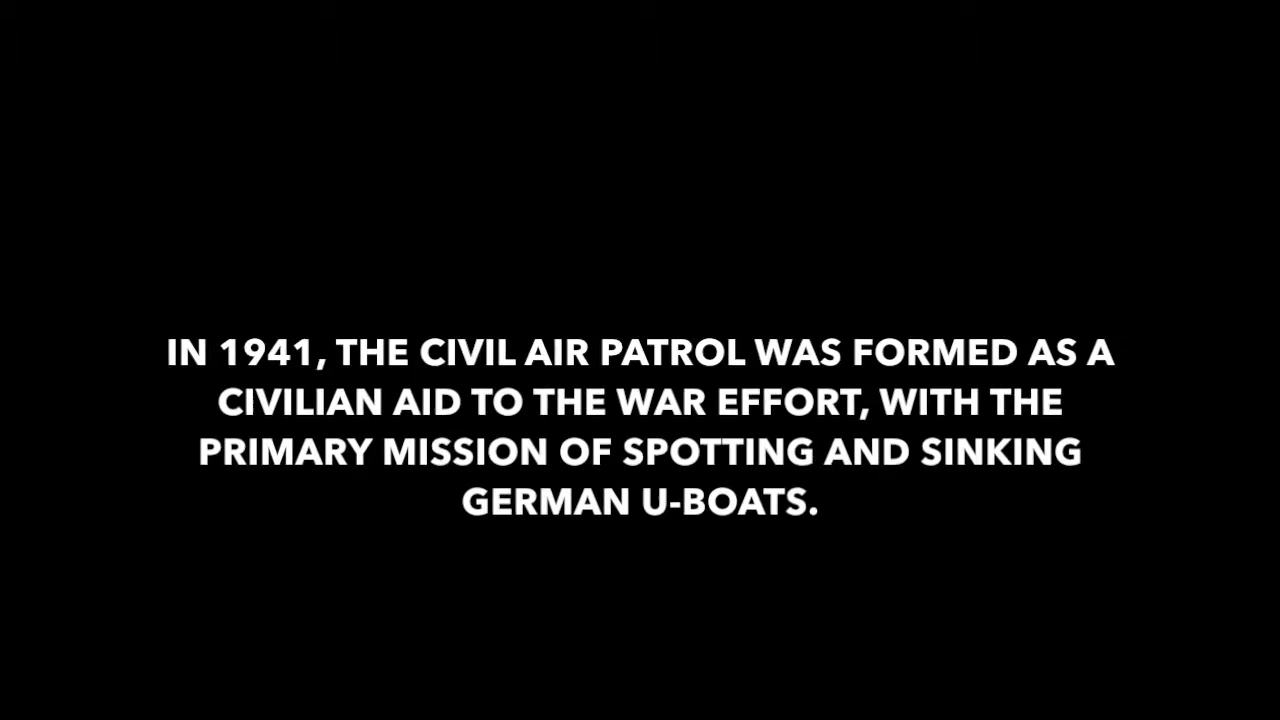 IN 1941, THE CIVIL AIR PATROL WAS FORMED AS A
CIVILIAN AID TO THE WAR EFFORT, WITH THE
PRIMARY MISSION OF SPOTTING AND SINKING
GERMAN U-BOATS.